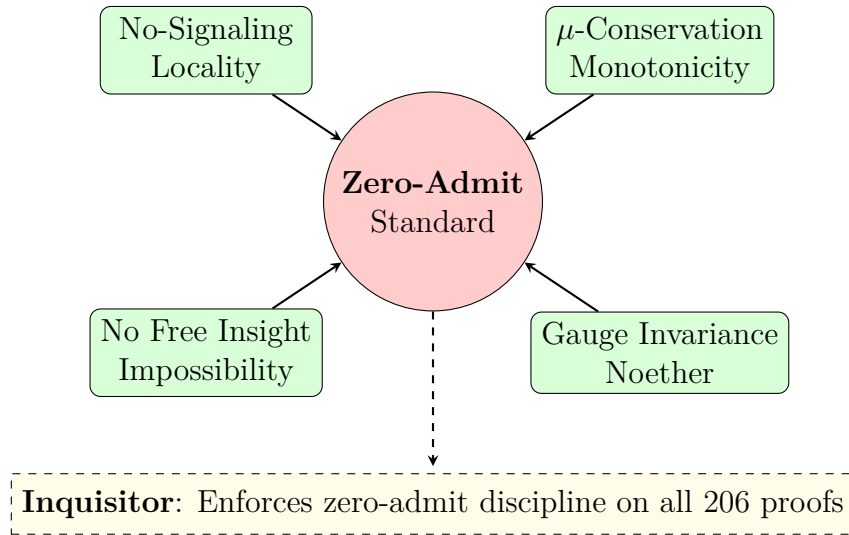 No-Signaling
Locality
μ-Conservation
Monotonicity
Zero-Admit
Standard
No Free Insight
Impossibility
Gauge Invariance
Noether
Inquisitor: Enforces zero-admit discipline on all 206 proofs